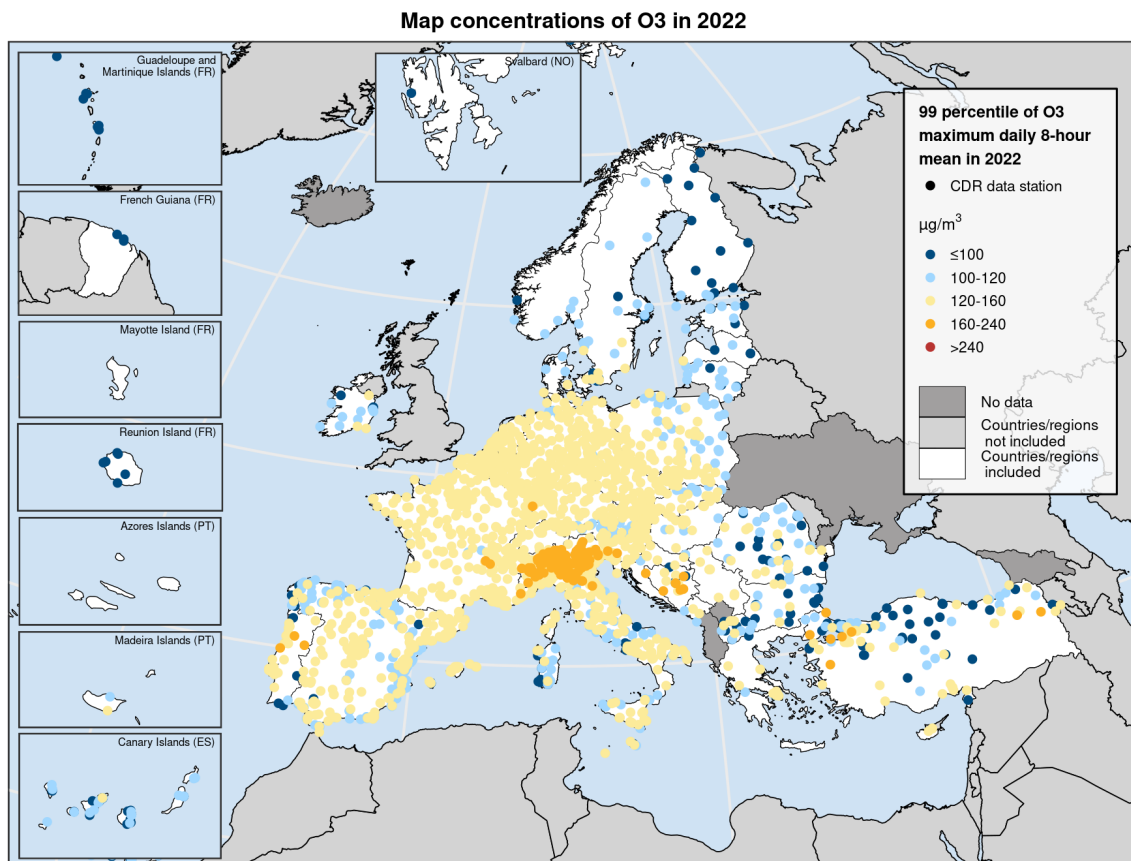 Map concentrations of O3 in 2022
Guadeloupe and
Martinique Islands (FR)
Svalbard (NO)
French Guiana (FR)
Mayotte Island (FR)
Reunion Island (FR)
Azores Islands (PT)
Madeira Islands (PT)
Canary Islands (ES)
99 percentile of O3
maximum daily 8-hour
mean in 2022
CDR data station
µg/m³
≤100
100-120
120-160
160-240
>240
No data
Countries/regions
not included
Countries/regions
included